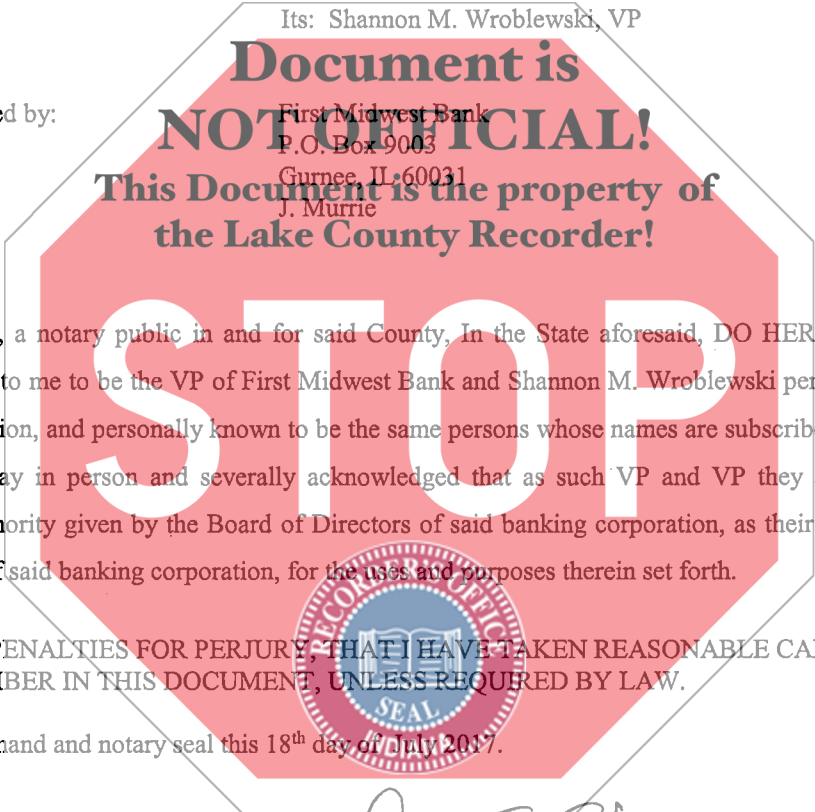 Its: Shannon M. Wroblewski, VP
Document is
ed by: First Midwest Bank
NOT OFFICIAL!
P.O. Box 9003
Gurnee, IL 60031
This Document is the property of
J. Murrie
the Lake County Recorder!
STOP
, a notary public in and for said County, In the State aforesaid, DO HER
to me to be the VP of First Midwest Bank and Shannon M. Wroblewski per
ion, and personally known to be the same persons whose names are subscrib
ay in person and severally acknowledged that as such VP and VP they
ority given by the Board of Directors of said banking corporation, as their
f said banking corporation, for the uses and purposes therein set forth.
RECORDER'S OFFICE
SEAL
INDIANA
PENALTIES FOR PERJURY, THAT I HAVE TAKEN REASONABLE CA
BER IN THIS DOCUMENT, UNLESS REQUIRED BY LAW.
hand and notary seal this 18th day of July 2017.